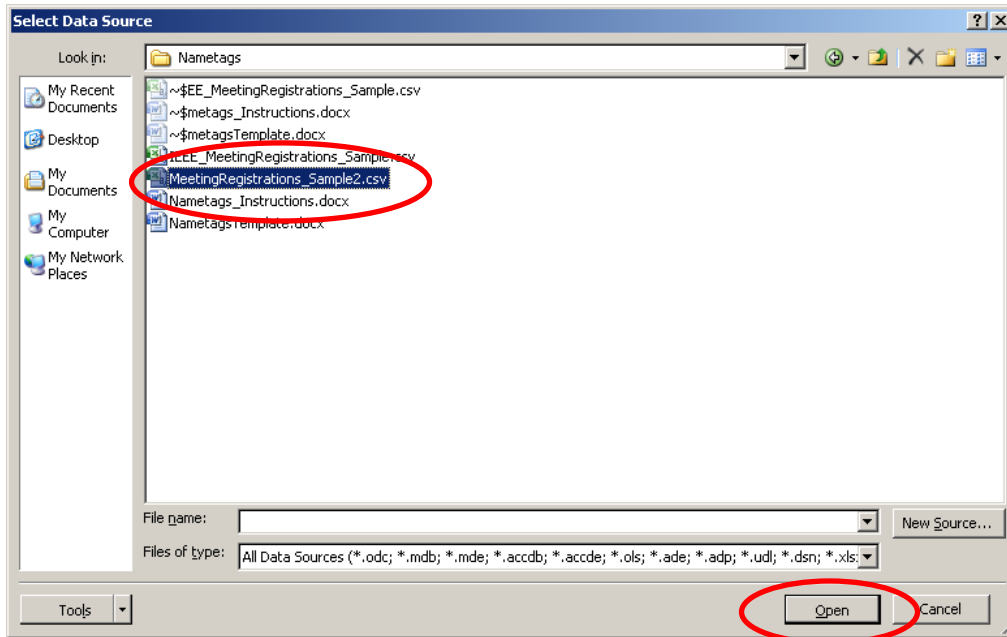 Select Data Source
Look in: Nametags
My Recent
Documents
Desktop
My
Documents
My
Computer
My Network
Places
~$EE_MeetingRegistrations_Sample.csv
~$metags_Instructions.docx
~$metagsTemplate.docx
IEEE_MeetingRegistrations_Sample.csv
MeetingRegistrations_Sample2.csv
Nametags_Instructions.docx
NametagsTemplate.docx
File name:
New Source...
Files of type: All Data Sources (*.odc; *.mdb; *.mde; *.accdb; *.accde; *.ols; *.ade; *.adp; *.udl; *.dsn; *.xls;
Tools
Open
Cancel